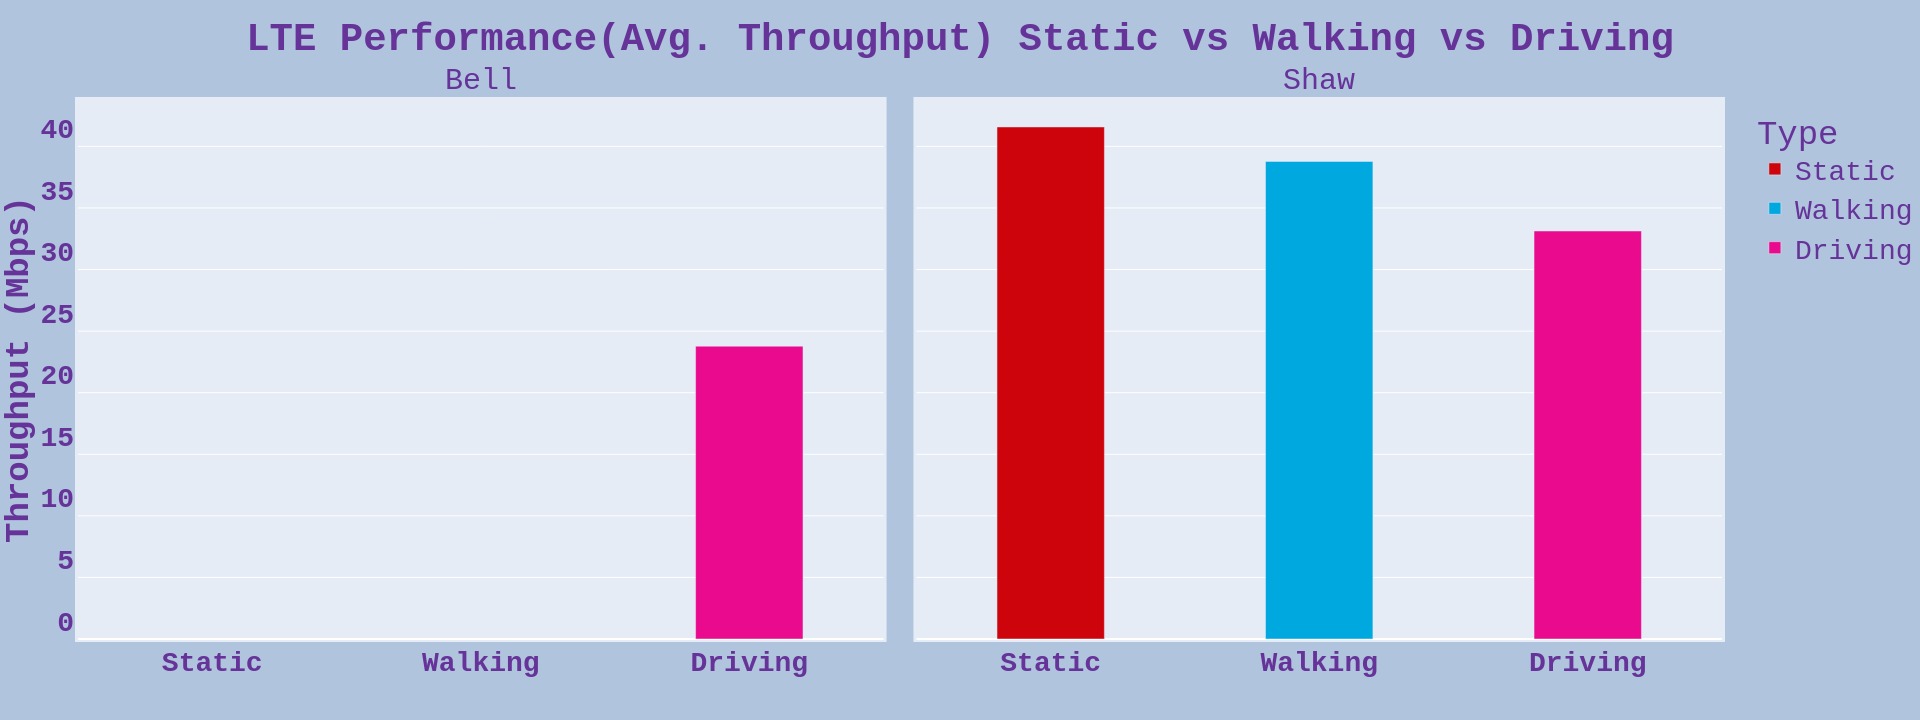 LTE Performance(Avg. Throughput) Static vs Walking vs Driving
Bell
Shaw
Throughput (Mbps)
40
35
30
25
20
15
10
5
0
Static Walking Driving
Static Walking Driving
Type
Static
Walking
Driving